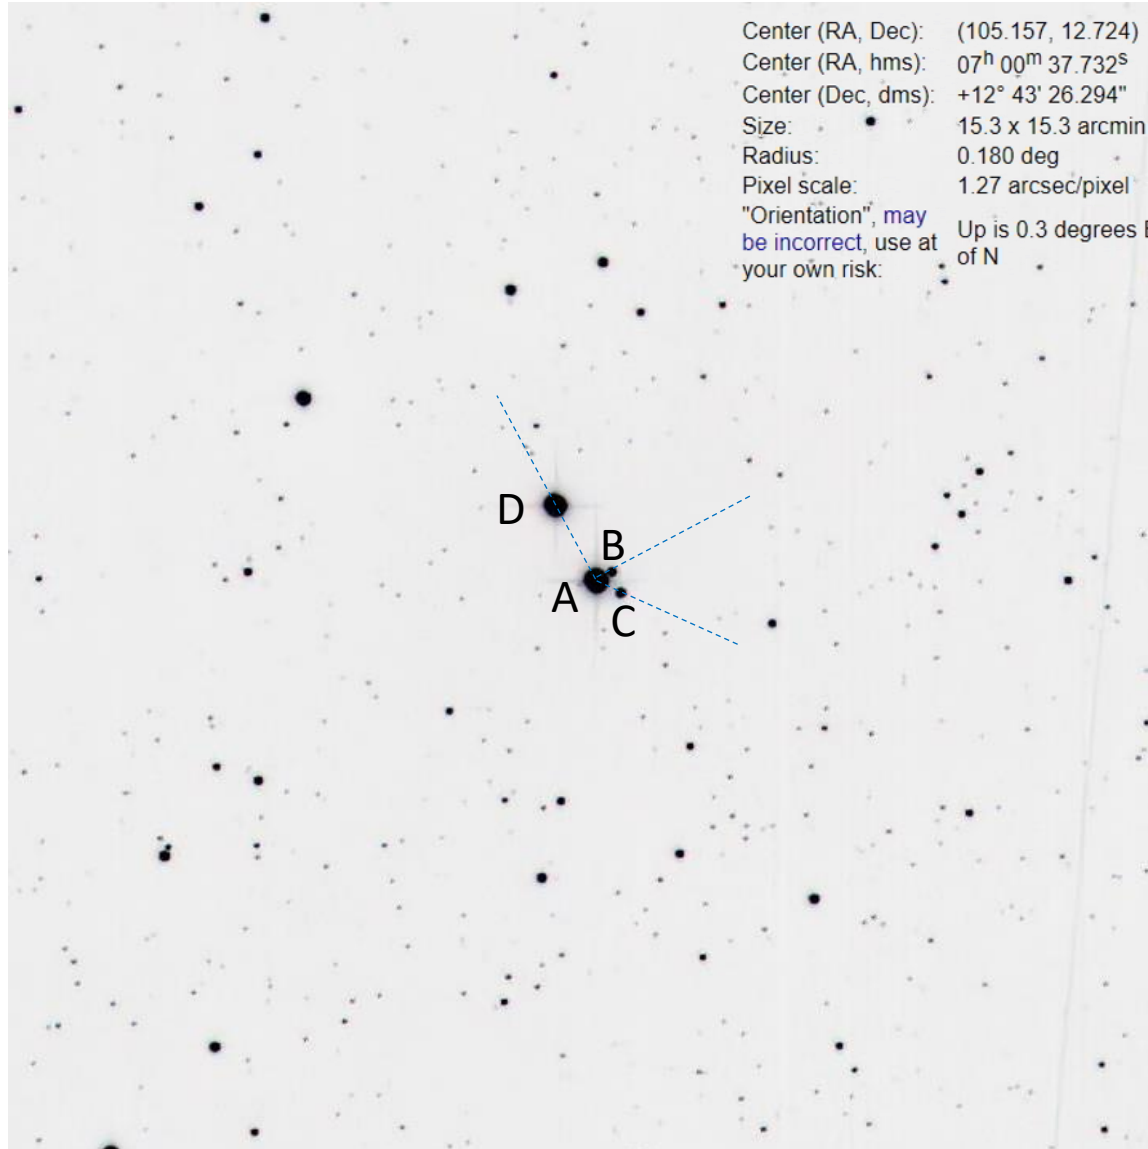 Center (RA, Dec): (105.157, 12.724)
Center (RA, hms): 07h 00m 37.732s
Center (Dec, dms): +12° 43' 26.294"
Size: 15.3 x 15.3 arcmin
Radius: 0.180 deg
Pixel scale: 1.27 arcsec/pixel
"Orientation", may be incorrect, use at your own risk: Up is 0.3 degrees E of N
D
B
A
C